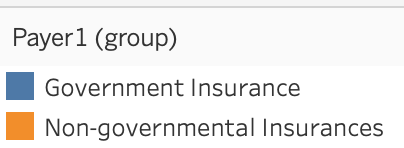 Payer1 (group)
Government Insurance
Non-governmental Insurances